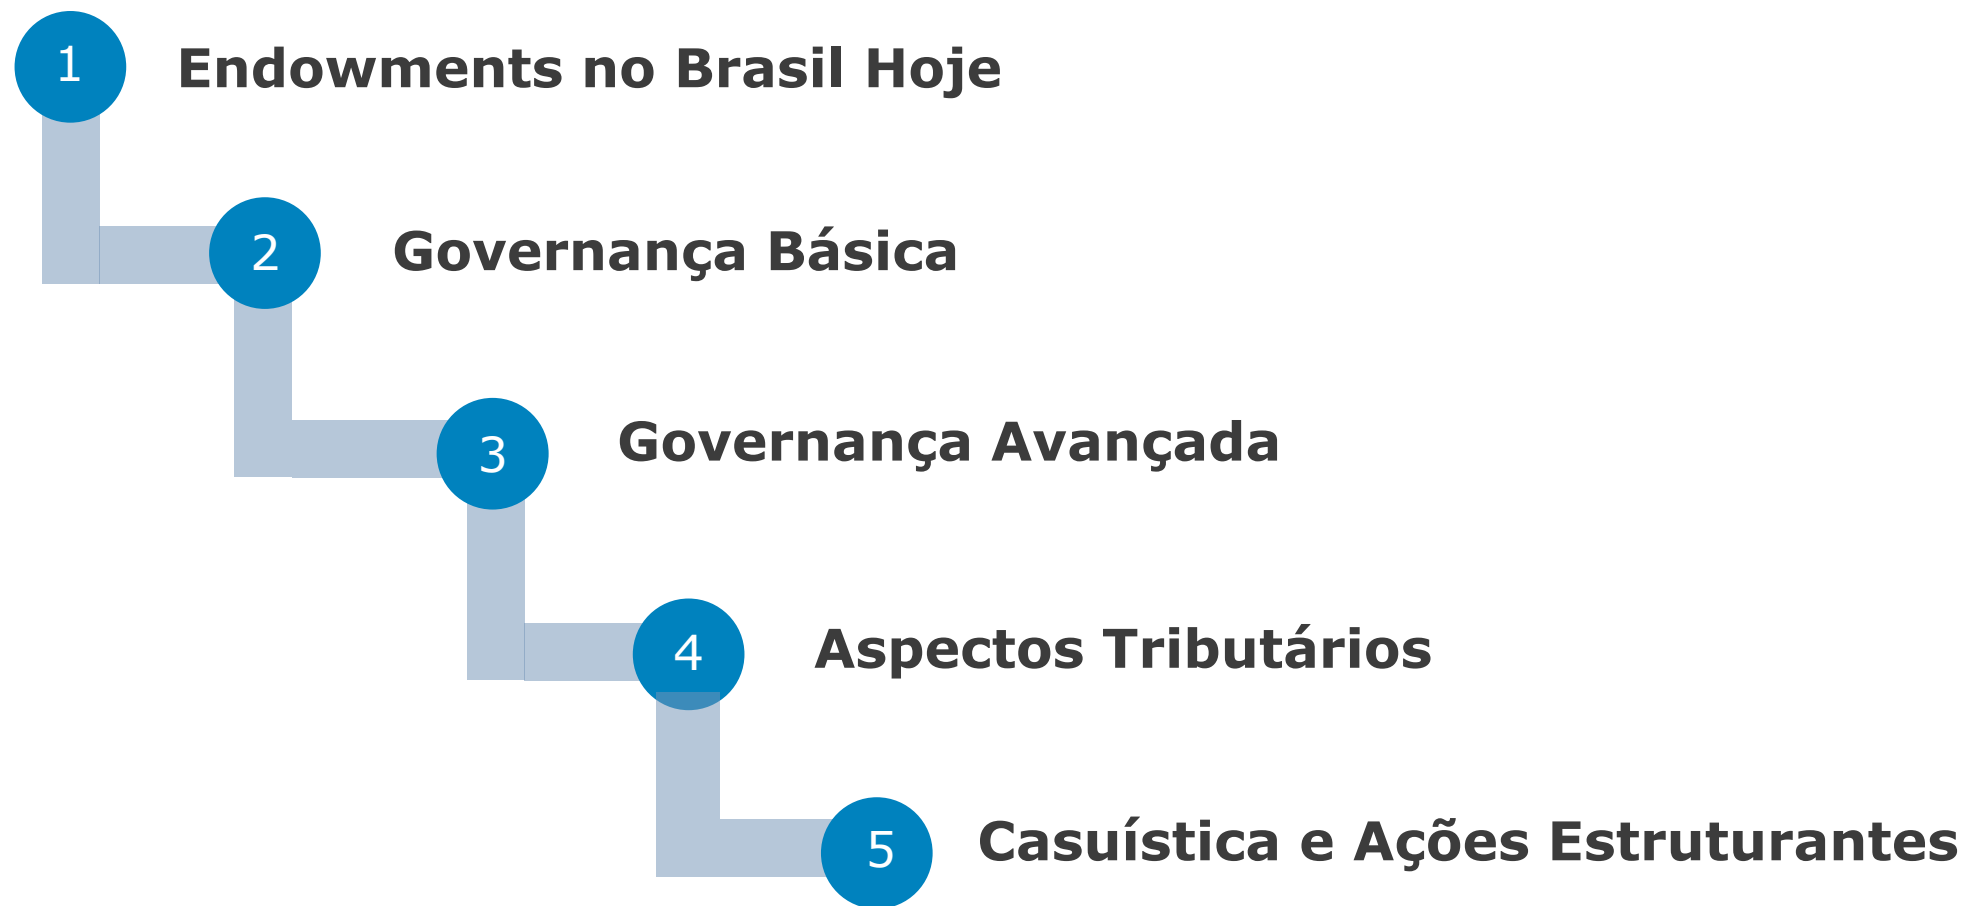 1 Endowments no Brasil Hoje
2 Governança Básica
3 Governança Avançada
4 Aspectos Tributários
5 Casuística e Ações Estruturantes